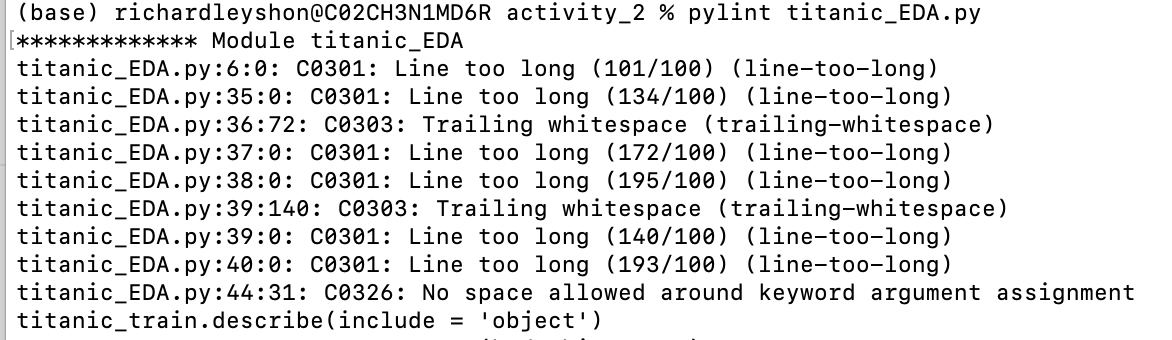 (base) richardleyshon@C02CH3N1MD6R activity_2 % pylint titanic_EDA.py
[************* Module titanic_EDA
titanic_EDA.py:6:0: C0301: Line too long (101/100) (line-too-long)
titanic_EDA.py:35:0: C0301: Line too long (134/100) (line-too-long)
titanic_EDA.py:36:72: C0303: Trailing whitespace (trailing-whitespace)
titanic_EDA.py:37:0: C0301: Line too long (172/100) (line-too-long)
titanic_EDA.py:38:0: C0301: Line too long (195/100) (line-too-long)
titanic_EDA.py:39:140: C0303: Trailing whitespace (trailing-whitespace)
titanic_EDA.py:39:0: C0301: Line too long (140/100) (line-too-long)
titanic_EDA.py:40:0: C0301: Line too long (193/100) (line-too-long)
titanic_EDA.py:44:31: C0326: No space allowed around keyword argument assignment
titanic_train.describe(include = 'object')